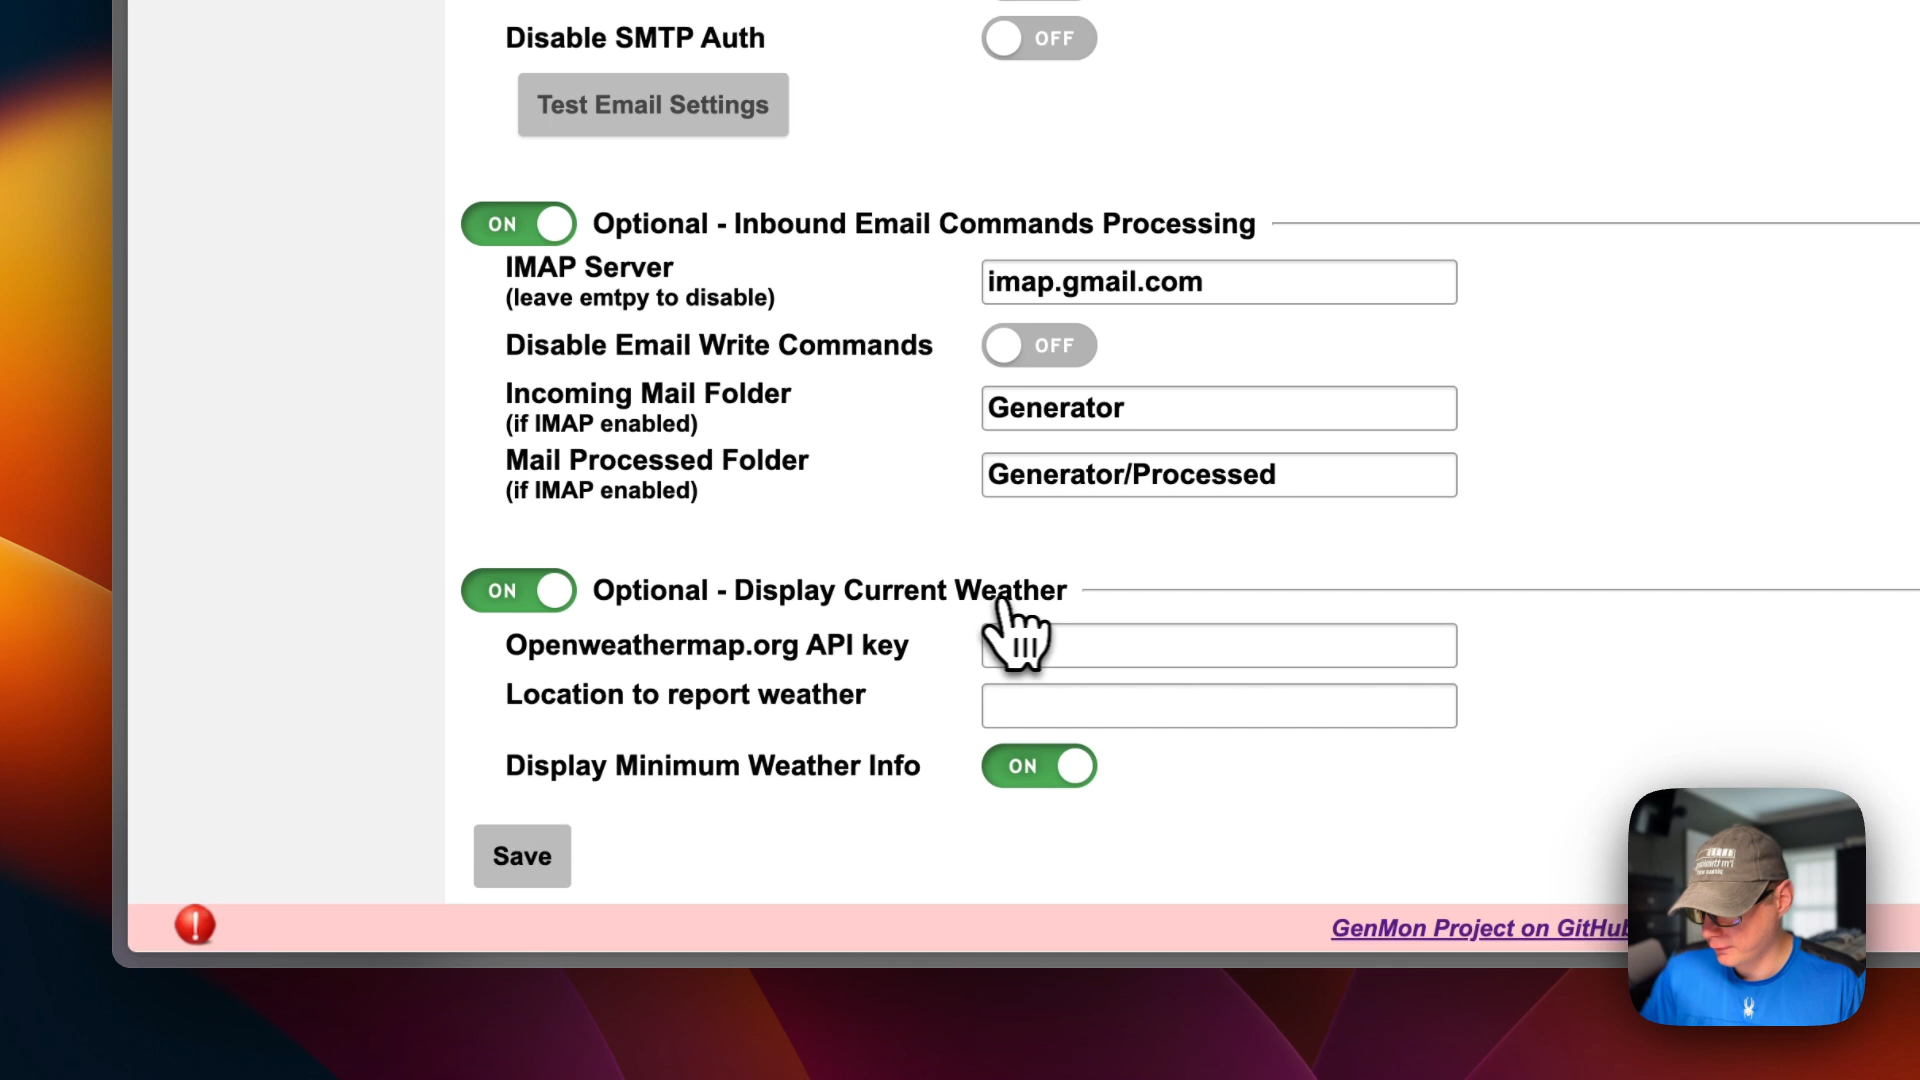 Disable SMTP Auth
OFF
Test Email Settings
ON
Optional - Inbound Email Commands Processing
IMAP Server
(leave emtpy to disable)
imap.gmail.com
Disable Email Write Commands
OFF
Incoming Mail Folder
(if IMAP enabled)
Generator
Mail Processed Folder
(if IMAP enabled)
Generator/Processed
ON
Optional - Display Current Weather
Openweathermap.org API key
Location to report weather
Display Minimum Weather Info
ON
Save
GenMon Project on GitHub